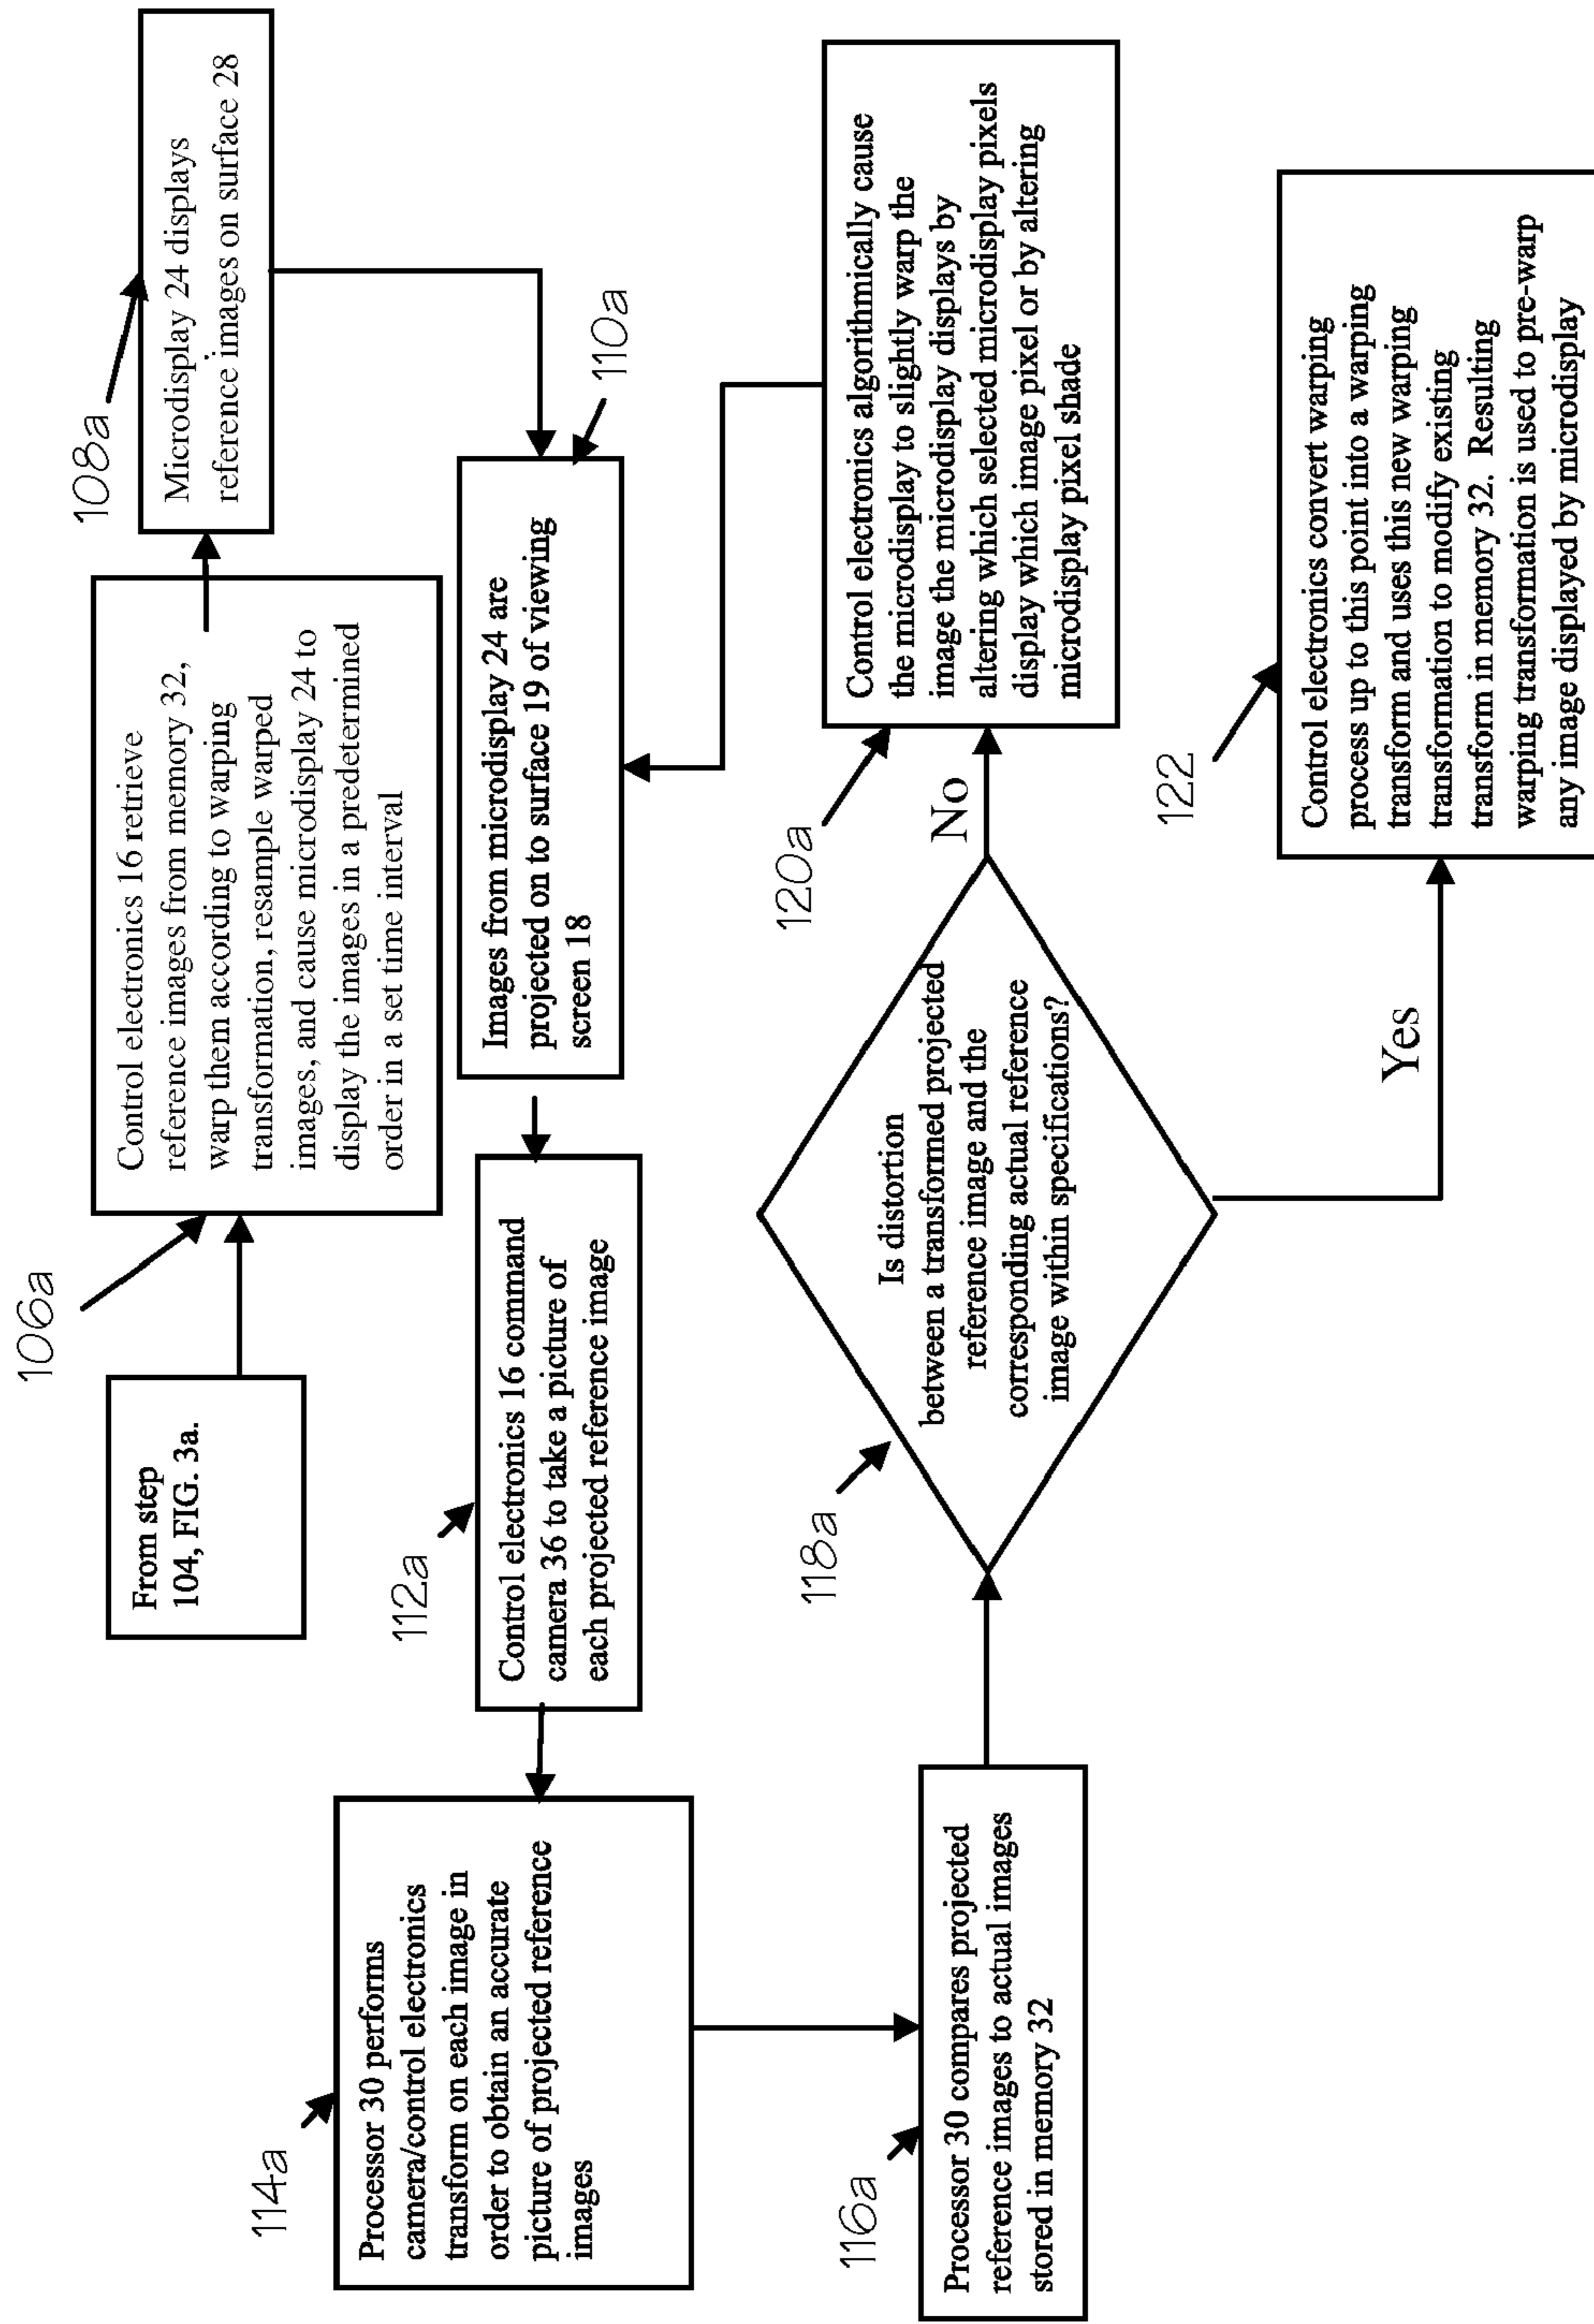 From step
104, FIG. 3a.
106a
Control electronics 16 retrieve
reference images from memory 32,
warp them according to warping
transformation, resample warped
images, and cause microdisplay 24 to
display the images in a predetermined
order in a set time interval
108a
Microdisplay 24 displays
reference images on surface 28
110a
Images from microdisplay 24 are
projected on to surface 19 of viewing
screen 18
112a
Control electronics 16 command
camera 36 to take a picture of
each projected reference image
114a
Processor 30 performs
camera/control electronics
transform on each image in
order to obtain an accurate
picture of projected reference
images
116a
Processor 30 compares projected
reference images to actual images
stored in memory 32
118a
Is distortion
between a transformed projected
reference image and the
corresponding actual reference
image within specifications?
No
120a
Control electronics algorithmically cause
the microdisplay to slightly warp the
image the microdisplay displays by
altering which selected microdisplay pixels
display which image pixel or by altering
microdisplay pixel shade
Yes
122
Control electronics convert warping
process up to this point into a warping
transform and uses this new warping
transformation to modify existing
transform in memory 32. Resulting
warping transformation is used to pre-warp
any image displayed by microdisplay